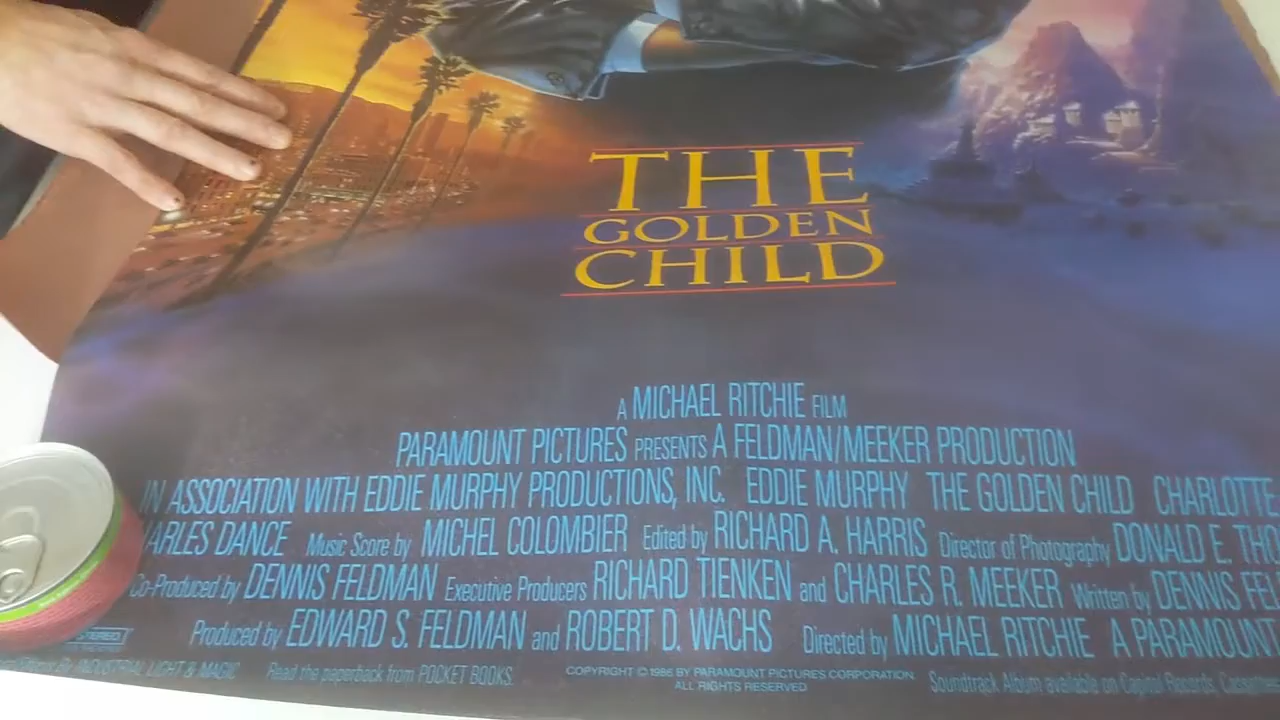 THE
GOLDEN
CHILD
A MICHAEL RITCHIE FILM
PARAMOUNT PICTURES PRESENTS A FELDMAN/MEEKER PRODUCTION
IN ASSOCIATION WITH EDDIE MURPHY PRODUCTIONS, INC. EDDIE MURPHY THE GOLDEN CHILD CHARLOTTE
ARLES DANCE Music Score by MICHEL COLOMBIER Edited by RICHARD A. HARRIS Director of Photography DONALD E. THO
Co-Produced by DENNIS FELDMAN Executive Producers RICHARD TIENKEN and CHARLES R. MEEKER Written by DENNIS FEL
Produced by EDWARD S. FELDMAN and ROBERT D. WACHS Directed by MICHAEL RITCHIE A PARAMOUNT
By INDUSTRIAL LIGHT & MAGIC Read the paperback from POCKET BOOKS. COPYRIGHT © 1986 BY PARAMOUNT PICTURES CORPORATION Soundtrack Album available on Capitol Records, Cassettes
ALL RIGHTS RESERVED